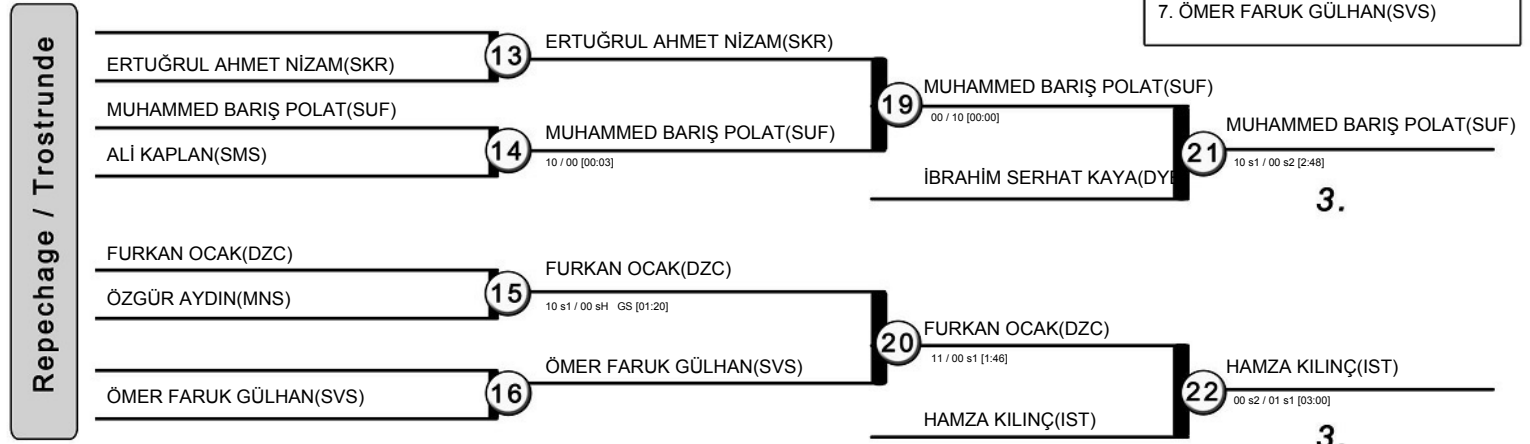 7. ÖMER FARUK GÜLHAN(SVS)
Repechage / Trostrunde
ERTUĞRUL AHMET NİZAM(SKR)
13
ERTUĞRUL AHMET NİZAM(SKR)
MUHAMMED BARIŞ POLAT(SUF)
ALİ KAPLAN(SMS)
14
MUHAMMED BARIŞ POLAT(SUF)
10 / 00 [00:03]
19
MUHAMMED BARIŞ POLAT(SUF)
00 / 10 [00:00]
İBRAHİM SERHAT KAYA(DY
21
MUHAMMED BARIŞ POLAT(SUF)
10 s1 / 00 s2 [2:48]
3.
FURKAN OCAK(DZC)
ÖZGÜR AYDIN(MNS)
15
FURKAN OCAK(DZC)
10 s1 / 00 sH GS [01:20]
ÖMER FARUK GÜLHAN(SVS)
16
ÖMER FARUK GÜLHAN(SVS)
20
FURKAN OCAK(DZC)
11 / 00 s1 [1:46]
HAMZA KILINÇ(IST)
22
HAMZA KILINÇ(IST)
00 s2 / 01 s1 [03:00]
3.